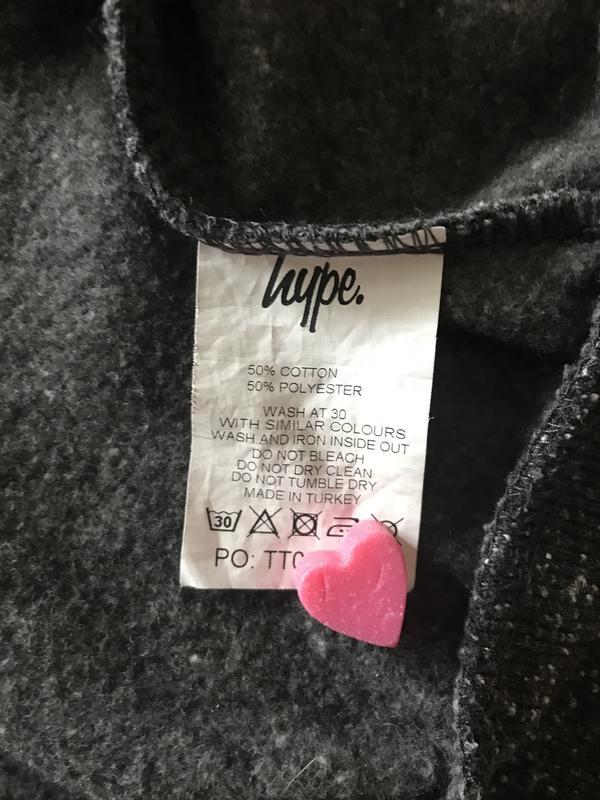 hype.
50% COTTON
50% POLYESTER
WASH AT 30
WITH SIMILAR COLOURS
WASH AND IRON INSIDE OUT
DO NOT BLEACH
DO NOT DRY CLEAN
DO NOT TUMBLE DRY
MADE IN TURKEY
30
PO: